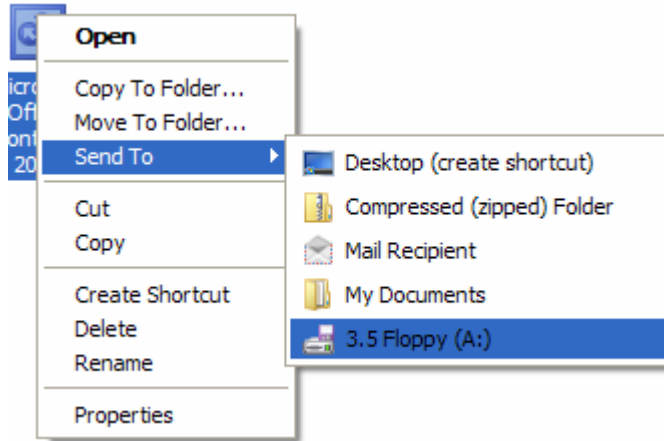 Open
Copy To Folder...
Move To Folder...
Send To
Cut
Copy
Create Shortcut
Delete
Rename
Properties
Desktop (create shortcut)
Compressed (zipped) Folder
Mail Recipient
My Documents
3.5 Floppy (A:)